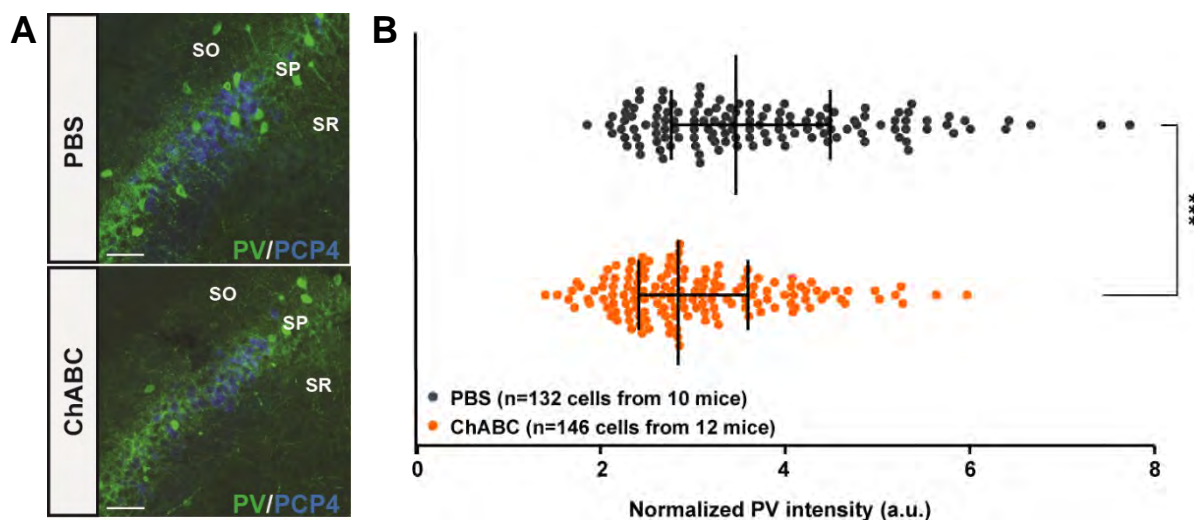 A
PBS
SO
SP
SR
PV/PCP4
ChABC
SO
SP
SR
PV/PCP4
B
***
PBS (n=132 cells from 10 mice)
ChABC (n=146 cells from 12 mice)
0 2 4 6 8
Normalized PV intensity (a.u.)